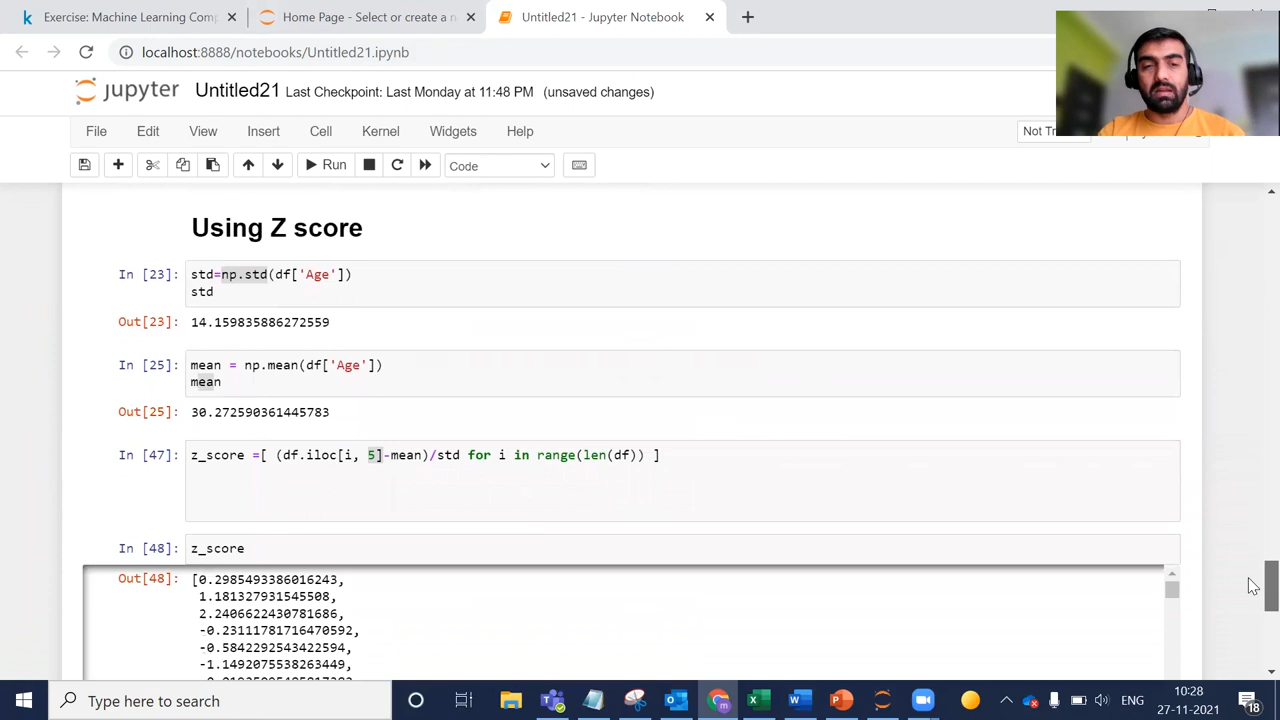 Exercise: Machine Learning Comp
Home Page - Select or create a n
Untitled21 - Jupyter Notebook
localhost:8888/notebooks/Untitled21.ipynb
jupyter Untitled21 Last Checkpoint: Last Monday at 11:48 PM (unsaved changes)
File Edit View Insert Cell Kernel Widgets Help
Not Tr
Run Code
Using Z score
In [23]: std=np.std(df['Age'])
std
Out[23]: 14.159835886272559
In [25]: mean = np.mean(df['Age'])
mean
Out[25]: 30.272590361445783
In [47]: z_score =[ (df.iloc[i, 5]-mean)/std for i in range(len(df)) ]
In [48]: z_score
Out[48]: [0.2985493386016243,
1.181327931545508,
2.2406622430781686,
-0.23111781716470592,
-0.5842292543422594,
-1.1492075538263449,
Type here to search
ENG
10:28
27-11-2021
18